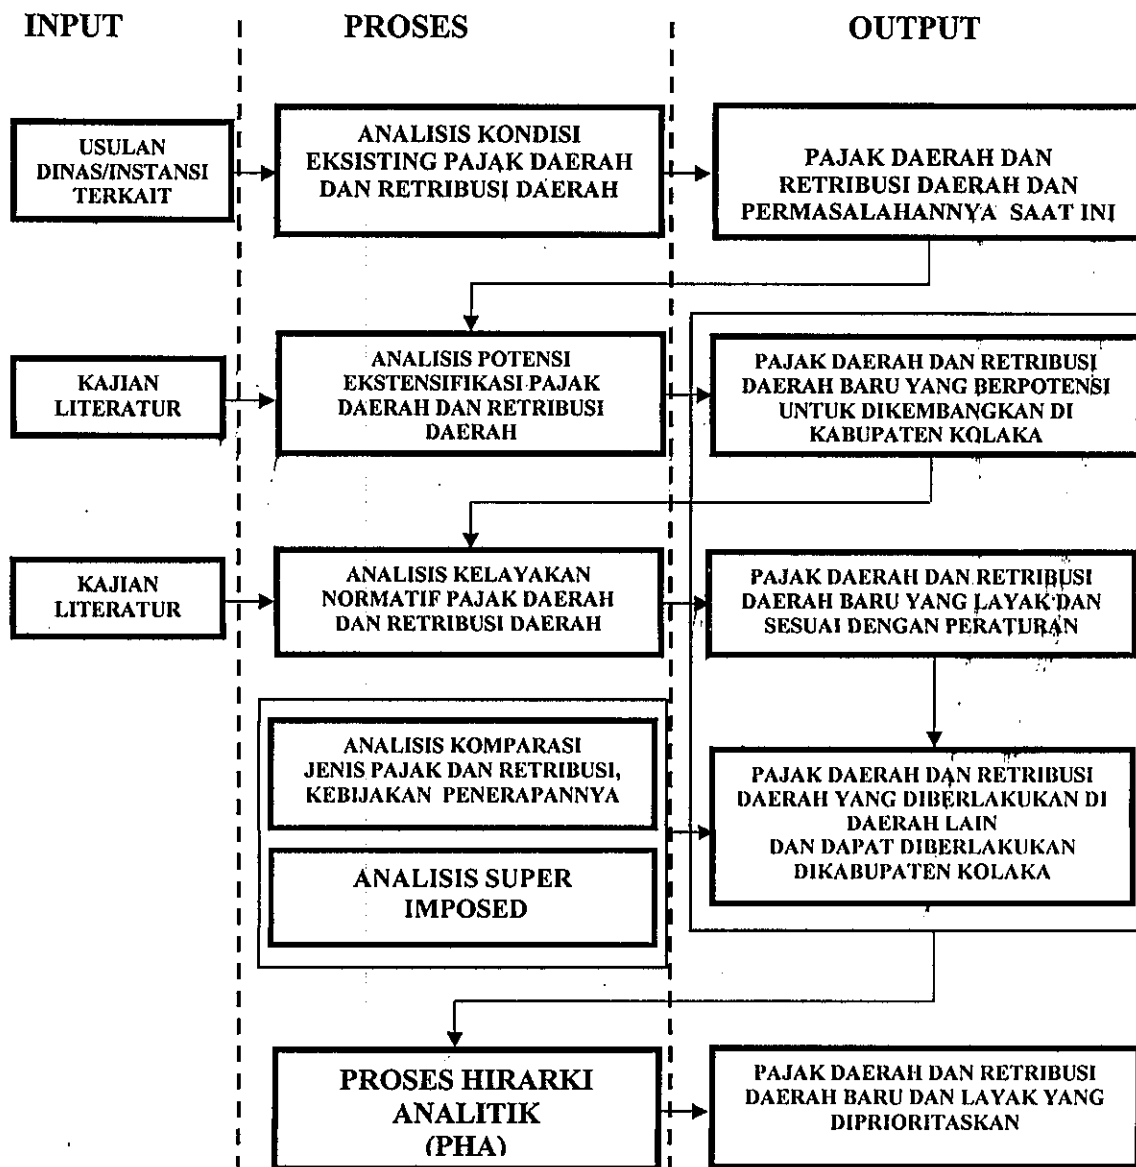 INPUT
PROSES
OUTPUT
USULAN
DINAS/INSTANSI
TERKAIT
ANALISIS KONDISI
EKSISTING PAJAK DAERAH
DAN RETRIBUSI DAERAH
PAJAK DAERAH DAN
RETRIBUSI DAERAH DAN
PERMASALAHANNYA SAAT INI
KAJIAN
LITERATUR
ANALISIS POTENSI
EKSTENSIFIKASI PAJAK
DAERAH DAN RETRIBUSI
DAERAH
PAJAK DAERAH DAN RETRIBUSI
DAERAH BARU YANG BERPOTENSI
UNTUK DIKEMBANGKAN DI
KABUPATEN KOLAKA
KAJIAN
LITERATUR
ANALISIS KELAYAKAN
NORMATIF PAJAK DAERAH
DAN RETRIBUSI DAERAH
PAJAK DAERAH DAN RETRIBUSI
DAERAH BARU YANG LAYAK DAN
SESUAI DENGAN PERATURAN
ANALISIS KOMPARASI
JENIS PAJAK DAN RETRIBUSI,
KEBIJAKAN PENERAPANNYA
ANALISIS SUPER
IMPOSED
PAJAK DAERAH DAN RETRIBUSI
DAERAH YANG DIBERLAKUKAN DI
DAERAH LAIN
DAN DAPAT DIBERLAKUKAN
DIKABUPATEN KOLAKA
PROSES HIRARKI
ANALITIK
(PHA)
PAJAK DAERAH DAN RETRIBUSI
DAERAH BARU DAN LAYAK YANG
DIPRIORITASKAN